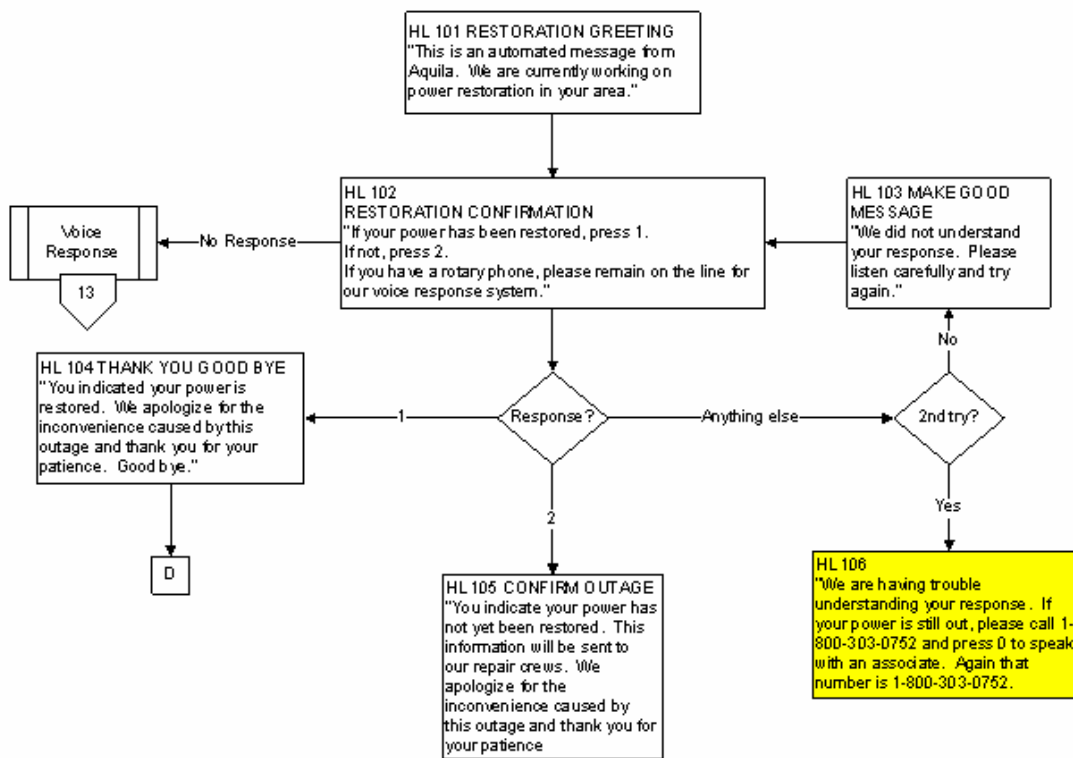 HL 101 RESTORATION GREETING
"This is an automated message from
Aquila. We are currently working on
power restoration in your area."
HL 102
RESTORATION CONFIRMATION
"If your power has been restored, press 1.
If not, press 2.
If you have a rotary phone, please remain on the line for
our voice response system."
HL 103 MAKE GOOD
MESSAGE
"We did not understand
your response. Please
listen carefully and try
again."
No Response
Voice
Response
13
HL 104 THANK YOU GOOD BYE
"You indicated your power is
restored. We apologize for the
inconvenience caused by this
outage and thank you for your
patience. Good bye."
1
Response?
Anything else
2nd try?
No
Yes
2
D
HL 105 CONFIRM OUTAGE
"You indicate your power has
not yet been restored. This
information will be sent to
our repair crews. We
apologize for the
inconvenience caused by
this outage and thank you for
your patience
HL 106
"We are having trouble
understanding your response. If
your power is still out, please call 1-
800-303-0752 and press 0 to speak
with an associate. Again that
number is 1-800-303-0752.